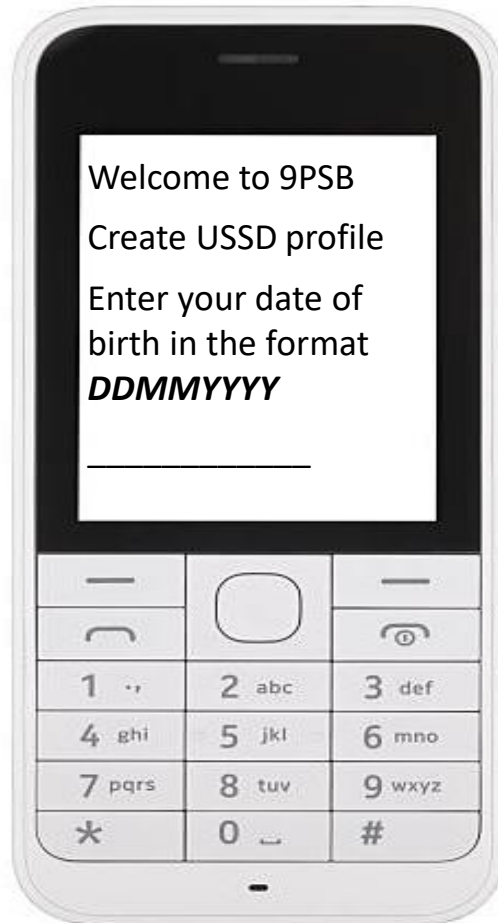 Welcome to 9PSB
Create USSD profile
Enter your date of
birth in the format
DDMMYYYY
____________
1 .,
2 abc
3 def
4 ghi
5 jkl
6 mno
7 pqrs
8 tuv
9 wxyz
*
0 ⎵
#